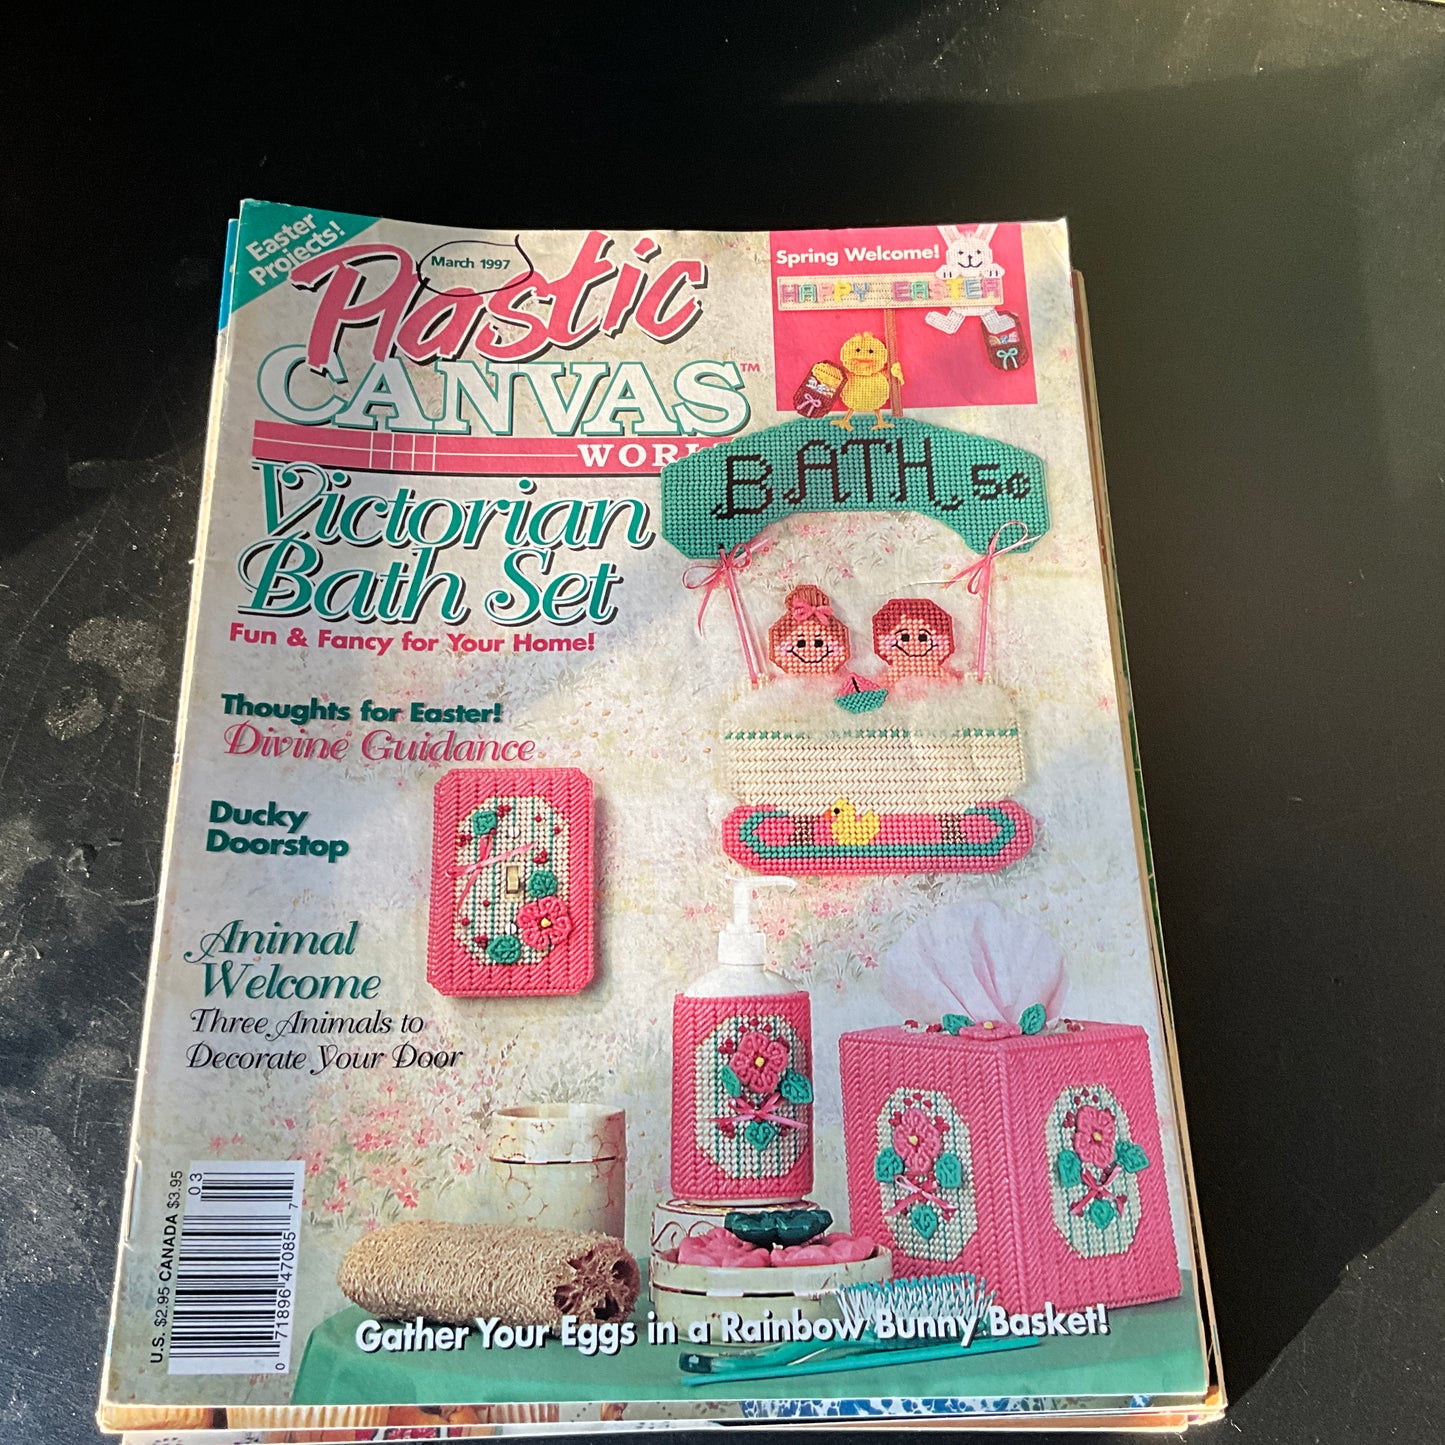 Easter
Projects!
March 1997
Plastic
CANVAS™
WORL
Spring Welcome!
HAPPY EASTER
BATH 5¢
Victorian
Bath Set
Fun & Fancy for Your Home!
Thoughts for Easter!
Divine Guidance
Ducky
Doorstop
Animal
Welcome
Three Animals to
Decorate Your Door
Gather Your Eggs in a Rainbow Bunny Basket!
U.S. $2.95 CANADA $3.95
03
0 71896 47085 7